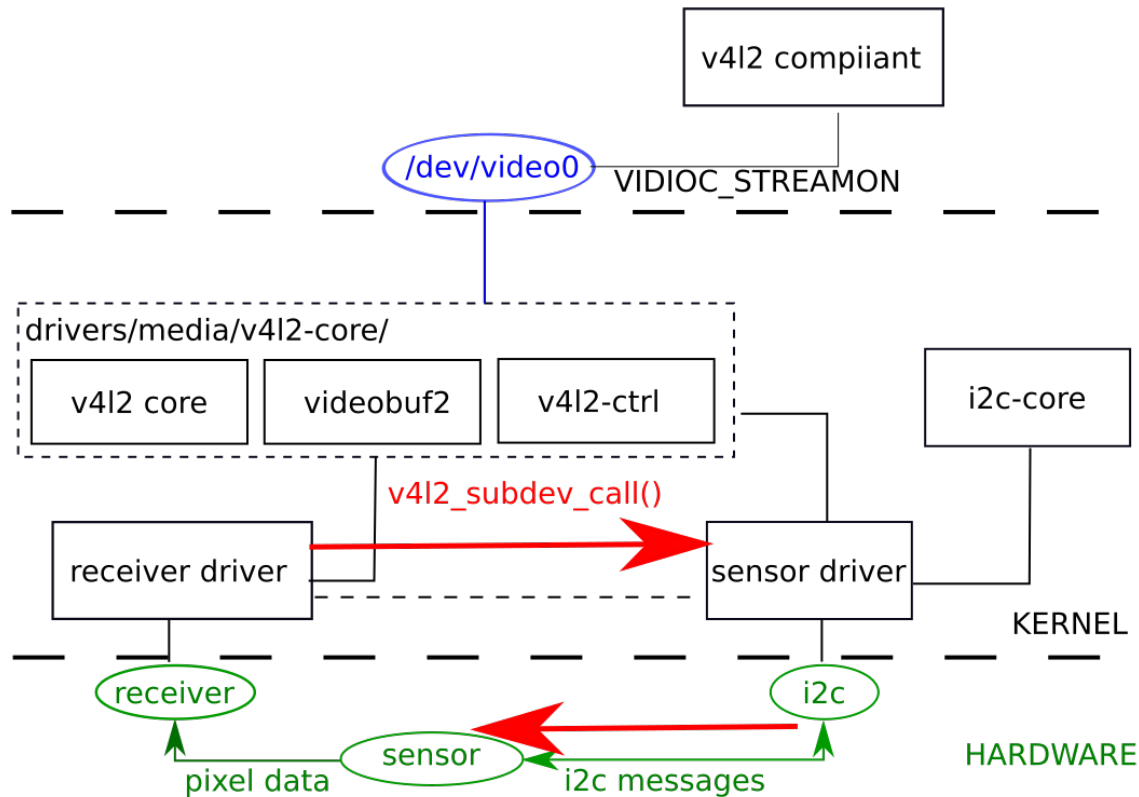 v4l2 compiiant
/dev/video0
VIDIOC_STREAMON
drivers/media/v4l2-core/
v4l2 core
videobuf2
v4l2-ctrl
i2c-core
v4l2_subdev_call()
receiver driver
sensor driver
KERNEL
receiver
i2c
sensor
HARDWARE
pixel data
i2c messages